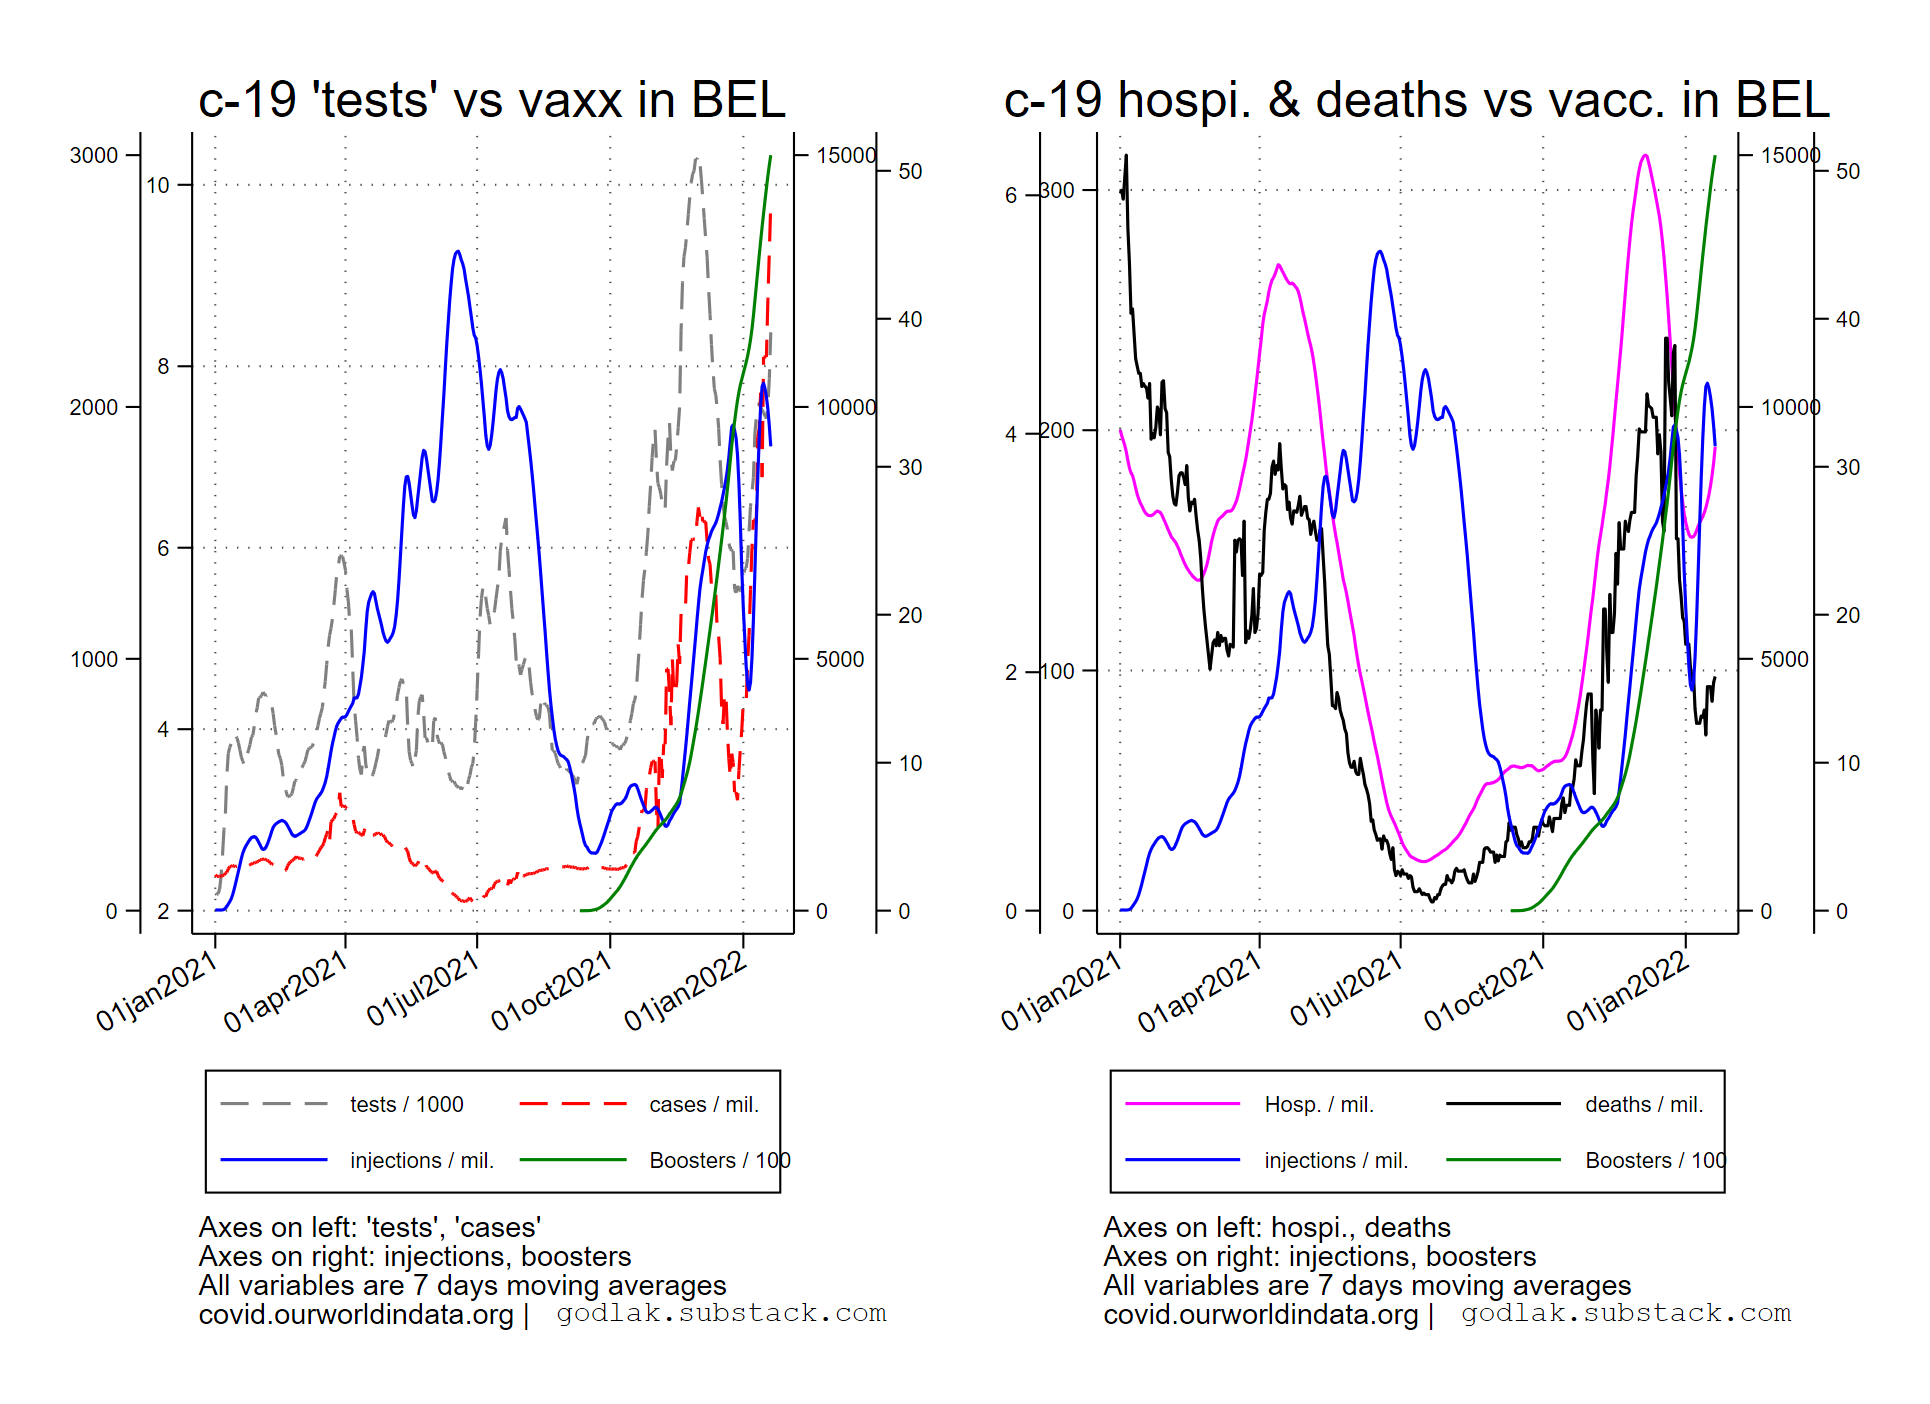 c-19 'tests' vs vaxx in BEL
3000
2000
1000
0
10
8
6
4
2
15000
10000
5000
0
50
40
30
20
10
0
01jan2021
01apr2021
01jul2021
01oct2021
01jan2022
tests / 1000
cases / mil.
injections / mil.
Boosters / 100
Axes on left: 'tests', 'cases'
Axes on right: injections, boosters
All variables are 7 days moving averages
covid.ourworldindata.org | godlak.substack.com
c-19 hospi. & deaths vs vacc. in BEL
6
4
2
0
300
200
100
0
15000
10000
5000
0
50
40
30
20
10
0
01jan2021
01apr2021
01jul2021
01oct2021
01jan2022
Hosp. / mil.
deaths / mil.
injections / mil.
Boosters / 100
Axes on left: hospi., deaths
Axes on right: injections, boosters
All variables are 7 days moving averages
covid.ourworldindata.org | godlak.substack.com